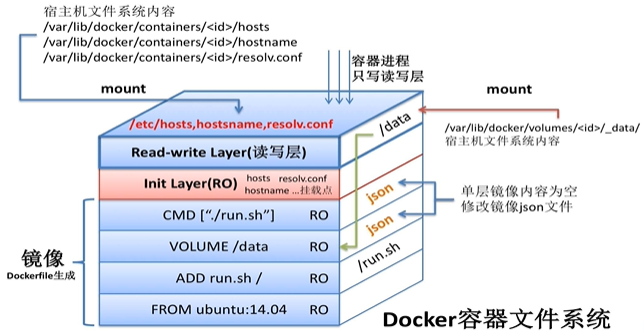 宿主机文件系统内容
/var/lib/docker/containers/<id>/hosts
/var/lib/docker/containers/<id>/hostname
/var/lib/docker/containers/<id>/resolv.conf
容器进程
只写读写层
mount
mount
/etc/hosts,hostsname,resolv.conf
/data
/var/lib/docker/volumes/<id>/_data/
宿主机文件系统内容
Read-write Layer(读写层)
Init Layer(RO) hosts resolv.conf
hostname ...挂载点
json
单层镜像内容为空
修改镜像json文件
CMD ["./run.sh"] RO
json
镜像
Dockerfile生成
VOLUME /data RO
/run.sh
ADD run.sh / RO
FROM ubuntu:14.04 RO
Docker容器文件系统